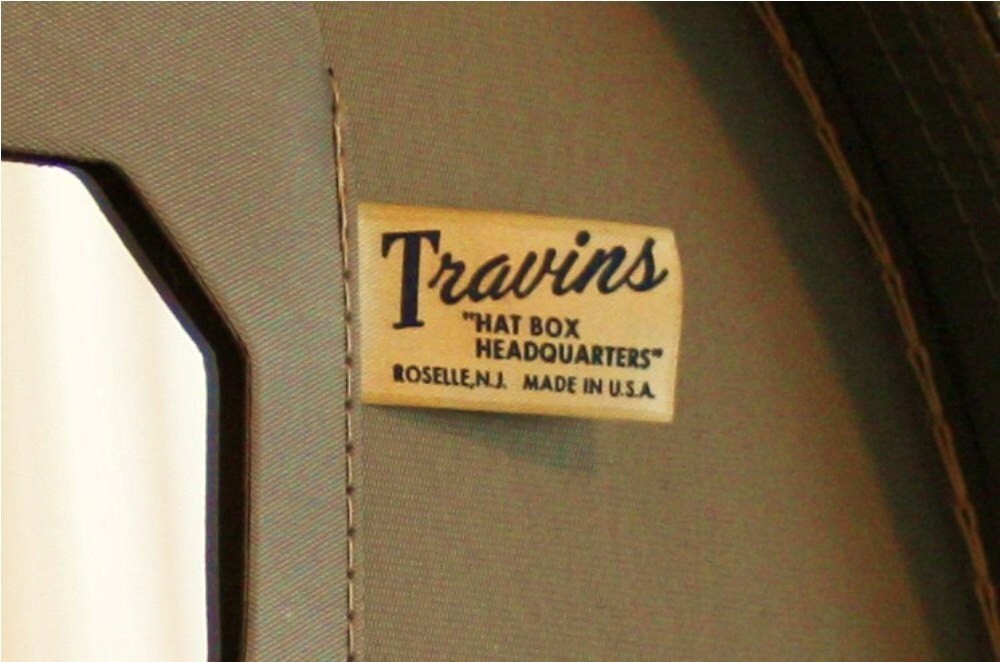 Travins
"HAT BOX
HEADQUARTERS"
ROSELLE, N.J. MADE IN U.S.A.